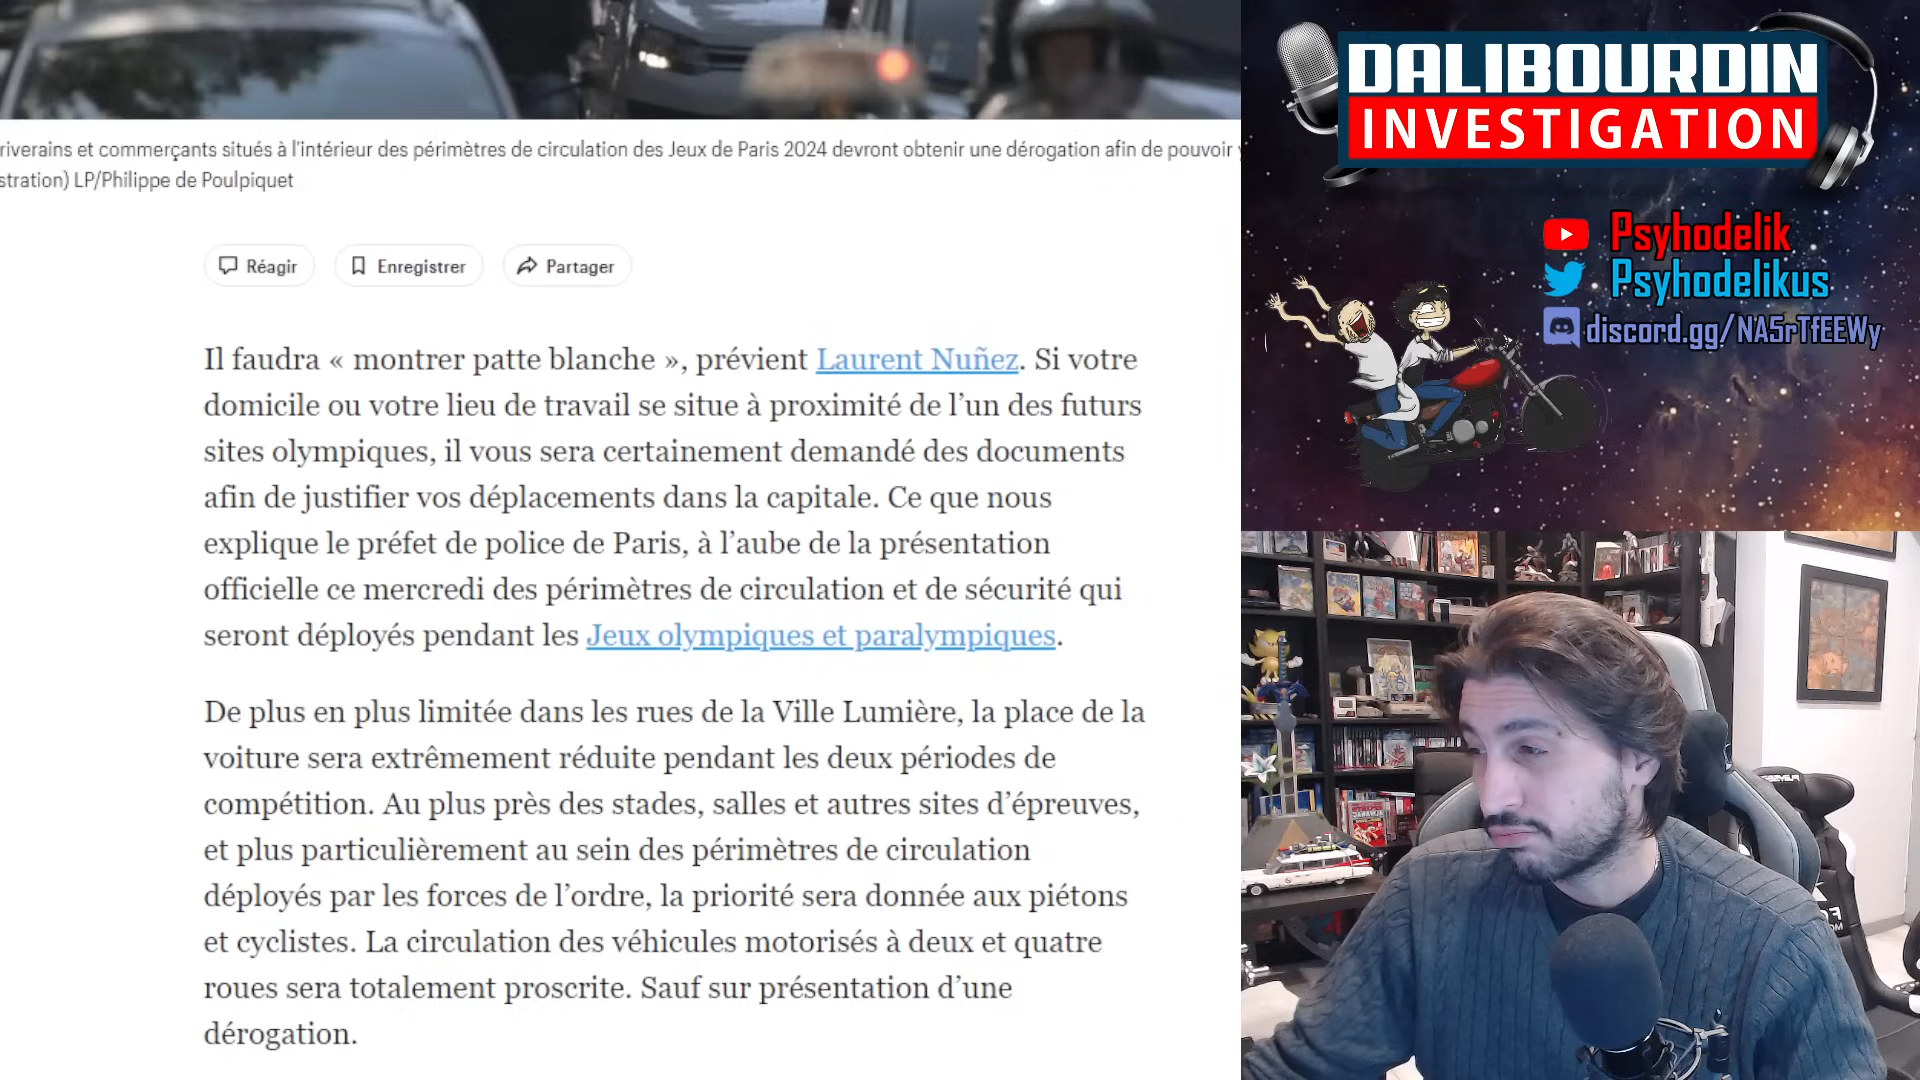 riverains et commerçants situés à l'intérieur des périmètres de circulation des Jeux de Paris 2024 devront obtenir une dérogation afin de pouvoir
stration) LP/Philippe de Poulpiquet
Réagir
Enregistrer
Partager
Il faudra « montrer patte blanche », prévient Laurent Nuñez. Si votre
domicile ou votre lieu de travail se situe à proximité de l’un des futurs
sites olympiques, il vous sera certainement demandé des documents
afin de justifier vos déplacements dans la capitale. Ce que nous
explique le préfet de police de Paris, à l’aube de la présentation
officielle ce mercredi des périmètres de circulation et de sécurité qui
seront déployés pendant les Jeux olympiques et paralympiques.
De plus en plus limitée dans les rues de la Ville Lumière, la place de la
voiture sera extrêmement réduite pendant les deux périodes de
compétition. Au plus près des stades, salles et autres sites d’épreuves,
et plus particulièrement au sein des périmètres de circulation
déployés par les forces de l’ordre, la priorité sera donnée aux piétons
et cyclistes. La circulation des véhicules motorisés à deux et quatre
roues sera totalement proscrite. Sauf sur présentation d’une
dérogation.
DALIBOURDIN
INVESTIGATION
Psyhodelik
Psyhodelikus
discord.gg/NA5rTfEEWy